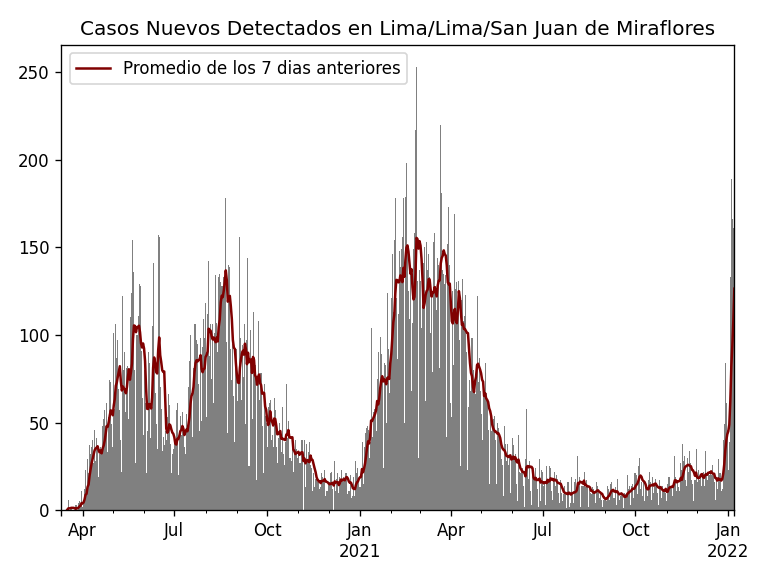 Casos Nuevos Detectados en Lima/Lima/San Juan de Miraflores
Promedio de los 7 dias anteriores
250
200
150
100
50
0
Apr Jul Oct Jan Apr Jul Oct Jan
2021 2022